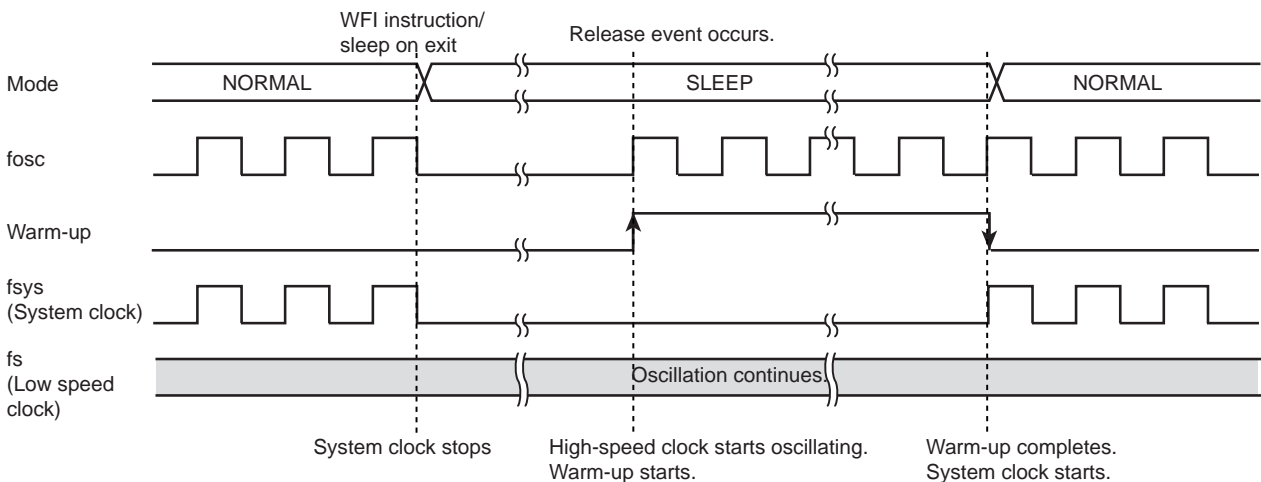 WFI instruction/
sleep on exit
Release event occurs.
Mode
NORMAL
SLEEP
NORMAL
fosc
Warm-up
fsys
(System clock)
fs
(Low speed
clock)
Oscillation continues.
System clock stops
High-speed clock starts oscillating.
Warm-up starts.
Warm-up completes.
System clock starts.